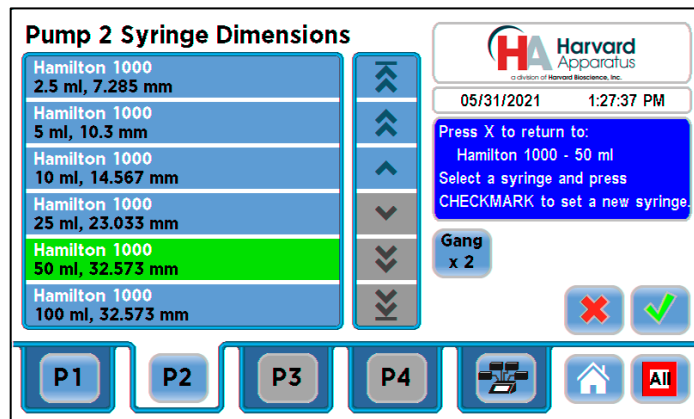 Pump 2 Syringe Dimensions
Hamilton 1000
2.5 ml, 7.285 mm
Hamilton 1000
5 ml, 10.3 mm
Hamilton 1000
10 ml, 14.567 mm
Hamilton 1000
25 ml, 23.033 mm
Hamilton 1000
50 ml, 32.573 mm
Hamilton 1000
100 ml, 32.573 mm
HA
Harvard
Apparatus
a division of Harvard Bioscience, Inc.
05/31/2021 1:27:37 PM
Press X to return to:
Hamilton 1000 - 50 ml
Select a syringe and press
CHECKMARK to set a new syringe.
Gang
x 2
P1 P2 P3 P4 All